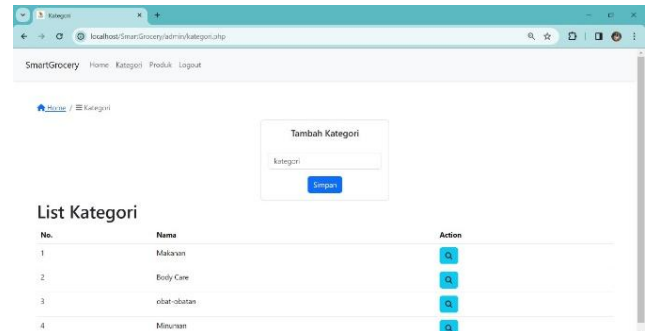 Kategori
localhost/SmartGrocery/admin/kategori.php
SmartGrocery Home Kategori Produk Logout
Home / Kategori
Tambah Kategori
kategori
Simpan
List Kategori
No. Nama Action
1 Makanan
2 Body Care
3 obat-obatan
4 Minuman